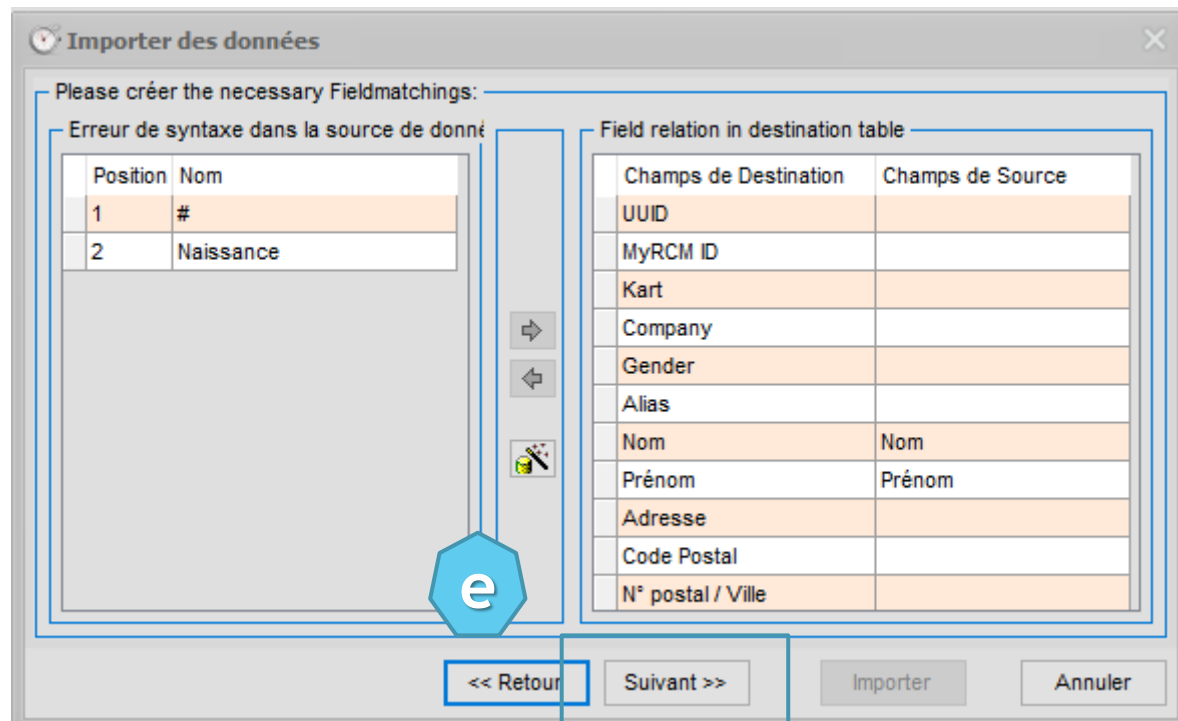 Importer des données
Please créer the necessary Fieldmatchings:
Erreur de syntaxe dans la source de donné
Position Nom
1 #
2 Naissance
Field relation in destination table
Champs de Destination Champs de Source
UUID
MyRCM ID
Kart
Company
Gender
Alias
Nom Nom
Prénom Prénom
Adresse
Code Postal
N° postal / Ville
e
<< Retour Suivant >> Importer Annuler